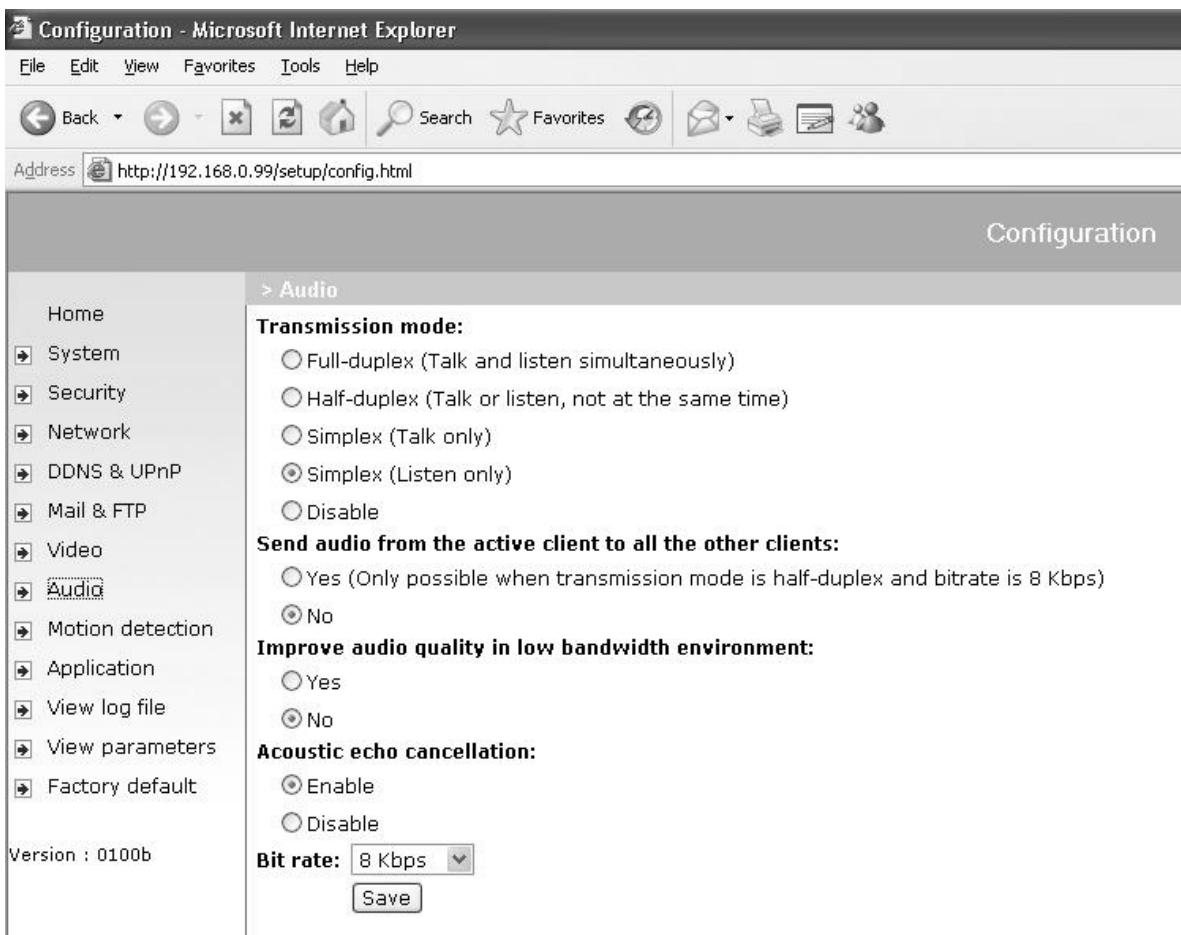 Configuration - Microsoft Internet Explorer
File Edit View Favorites Tools Help
Back Search Favorites
Address http://192.168.0.99/setup/config.html
Configuration
> Audio
Home
System
Security
Network
DDNS & UPnP
Mail & FTP
Video
Audio
Motion detection
Application
View log file
View parameters
Factory default
Version : 0100b
Transmission mode:
Full-duplex (Talk and listen simultaneously)
Half-duplex (Talk or listen, not at the same time)
Simplex (Talk only)
Simplex (Listen only)
Disable
Send audio from the active client to all the other clients:
Yes (Only possible when transmission mode is half-duplex and bitrate is 8 Kbps)
No
Improve audio quality in low bandwidth environment:
Yes
No
Acoustic echo cancellation:
Enable
Disable
Bit rate: 8 Kbps
Save